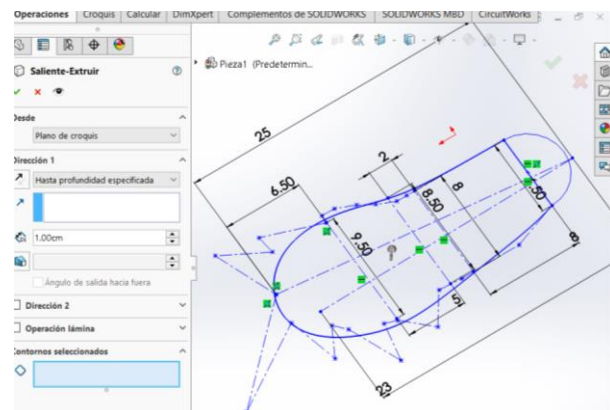 Operaciones Croquis Calcular DimXpert Complementos de SOLIDWORKS SOLIDWORKS MBD CircuitWorks
Pieza1 (Predetermin...
Saliente-Extruir
Desde
Plano de croquis
Dirección 1
Hasta profundidad especificada
1.00cm
Ángulo de salida hacia fuera
Dirección 2
Operación lámina
Contornos seleccionados
25
2
6.50
8.50
8
.50
9.50
8
5
23